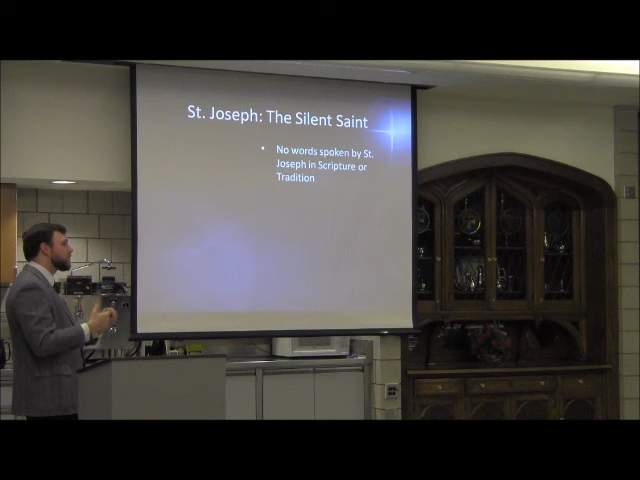 St. Joseph: The Silent Saint
• No words spoken by St.
Joseph in Scripture or
Tradition